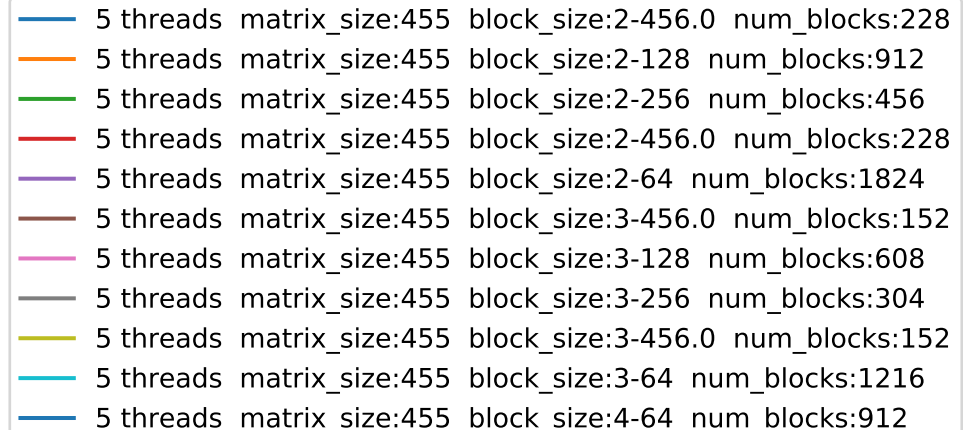 5 threads  matrix_size:455  block_size:2-456.0  num_blocks:228
5 threads  matrix_size:455  block_size:2-128  num_blocks:912
5 threads  matrix_size:455  block_size:2-256  num_blocks:456
5 threads  matrix_size:455  block_size:2-456.0  num_blocks:228
5 threads  matrix_size:455  block_size:2-64  num_blocks:1824
5 threads  matrix_size:455  block_size:3-456.0  num_blocks:152
5 threads  matrix_size:455  block_size:3-128  num_blocks:608
5 threads  matrix_size:455  block_size:3-256  num_blocks:304
5 threads  matrix_size:455  block_size:3-456.0  num_blocks:152
5 threads  matrix_size:455  block_size:3-64  num_blocks:1216
5 threads  matrix_size:455  block_size:4-64  num_blocks:912